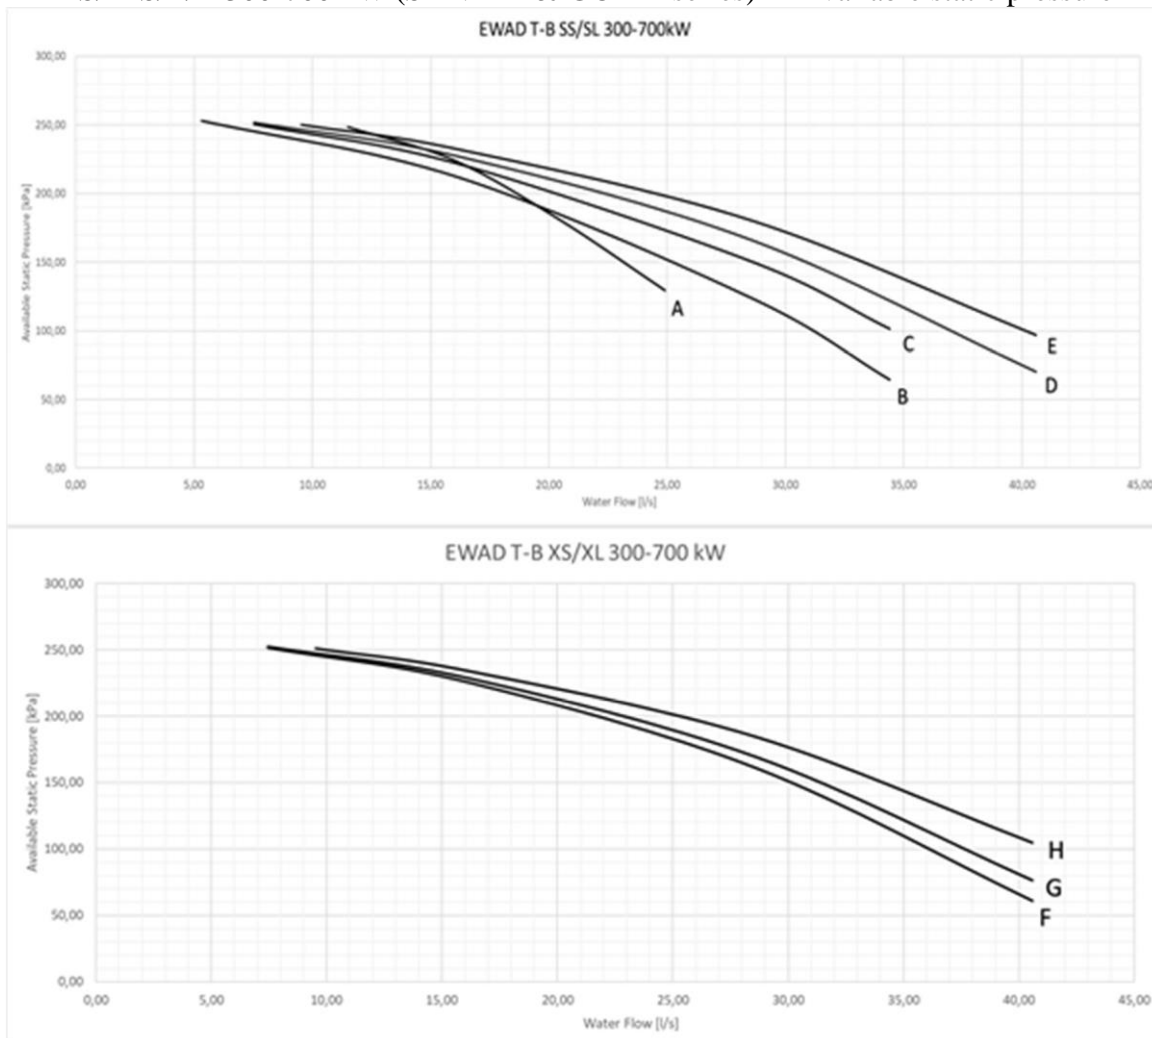 Available static pressure
EWAD T-B SS/SL 300-700kW
300,00
250,00
200,00
150,00
100,00
50,00
0,00
Available Static Pressure [kPa]
A
B
C
D
E
0,00 5,00 10,00 15,00 20,00 25,00 30,00 35,00 40,00 45,00
Water Flow [l/s]
EWAD T-B XS/XL 300-700 kW
300,00
250,00
200,00
150,00
100,00
50,00
0,00
Available Static Pressure [kPa]
H
G
F
0,00 5,00 10,00 15,00 20,00 25,00 30,00 35,00 40,00 45,00
Water Flow [l/s]